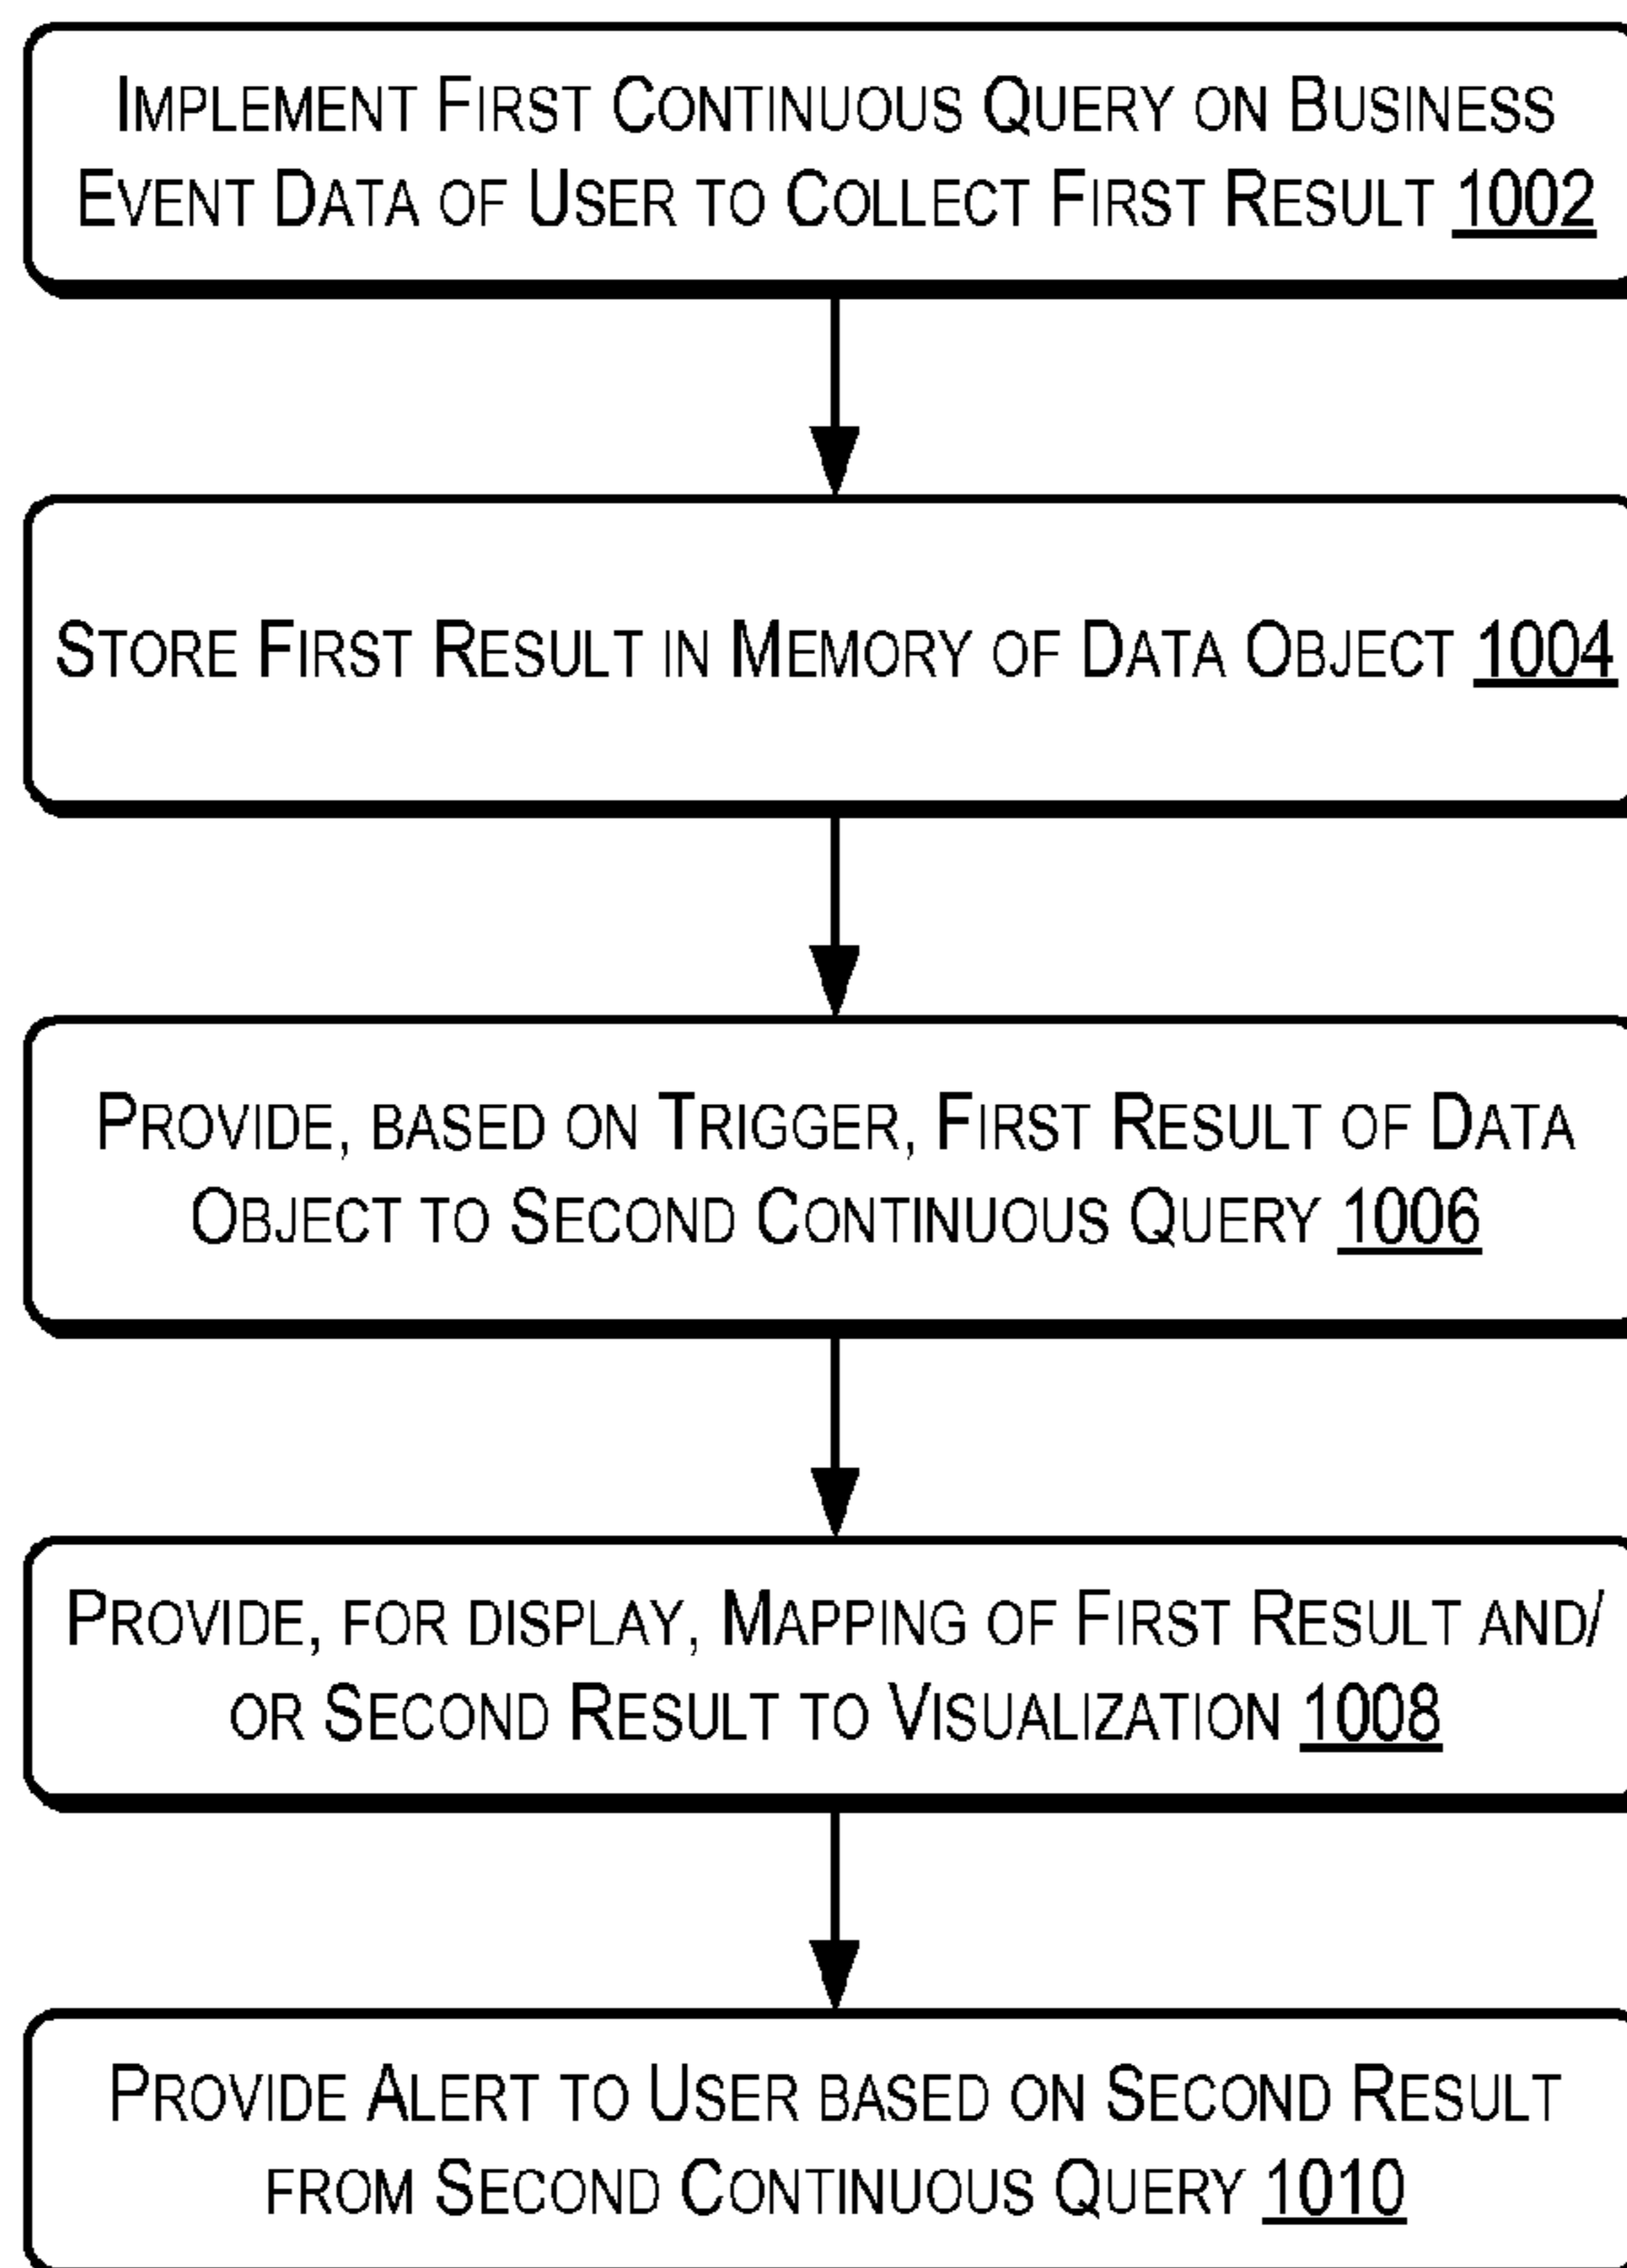 IMPLEMENT FIRST CONTINUOUS QUERY ON BUSINESS
EVENT DATA OF USER TO COLLECT FIRST RESULT 1002
STORE FIRST RESULT IN MEMORY OF DATA OBJECT 1004
PROVIDE, BASED ON TRIGGER, FIRST RESULT OF DATA
OBJECT TO SECOND CONTINUOUS QUERY 1006
PROVIDE, FOR DISPLAY, MAPPING OF FIRST RESULT AND/
OR SECOND RESULT TO VISUALIZATION 1008
PROVIDE ALERT TO USER BASED ON SECOND RESULT
FROM SECOND CONTINUOUS QUERY 1010